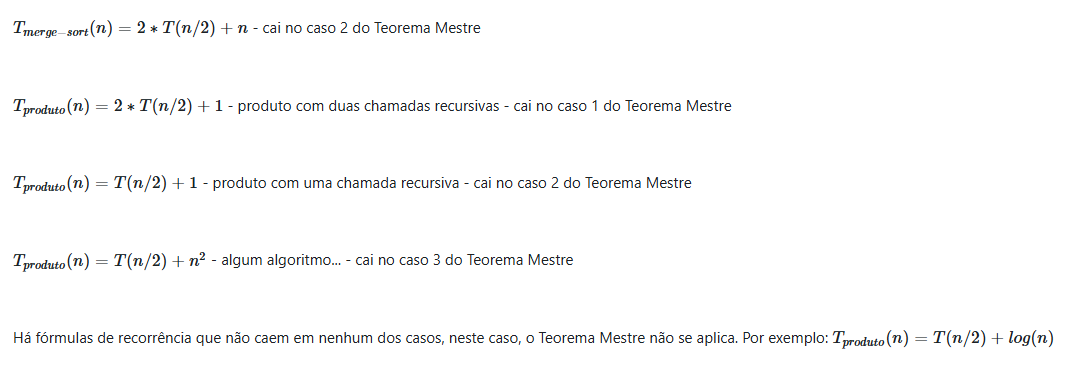 T_{merge-sort}(n) = 2 * T(n/2) + n - cai no caso 2 do Teorema Mestre
T_{produto}(n) = 2 * T(n/2) + 1 - produto com duas chamadas recursivas - cai no caso 1 do Teorema Mestre
T_{produto}(n) = T(n/2) + 1 - produto com uma chamada recursiva - cai no caso 2 do Teorema Mestre
T_{produto}(n) = T(n/2) + n² - algum algoritmo... - cai no caso 3 do Teorema Mestre
Há fórmulas de recorrência que não caem em nenhum dos casos, neste caso, o Teorema Mestre não se aplica. Por exemplo: T_{produto}(n) = T(n/2) + log(n)